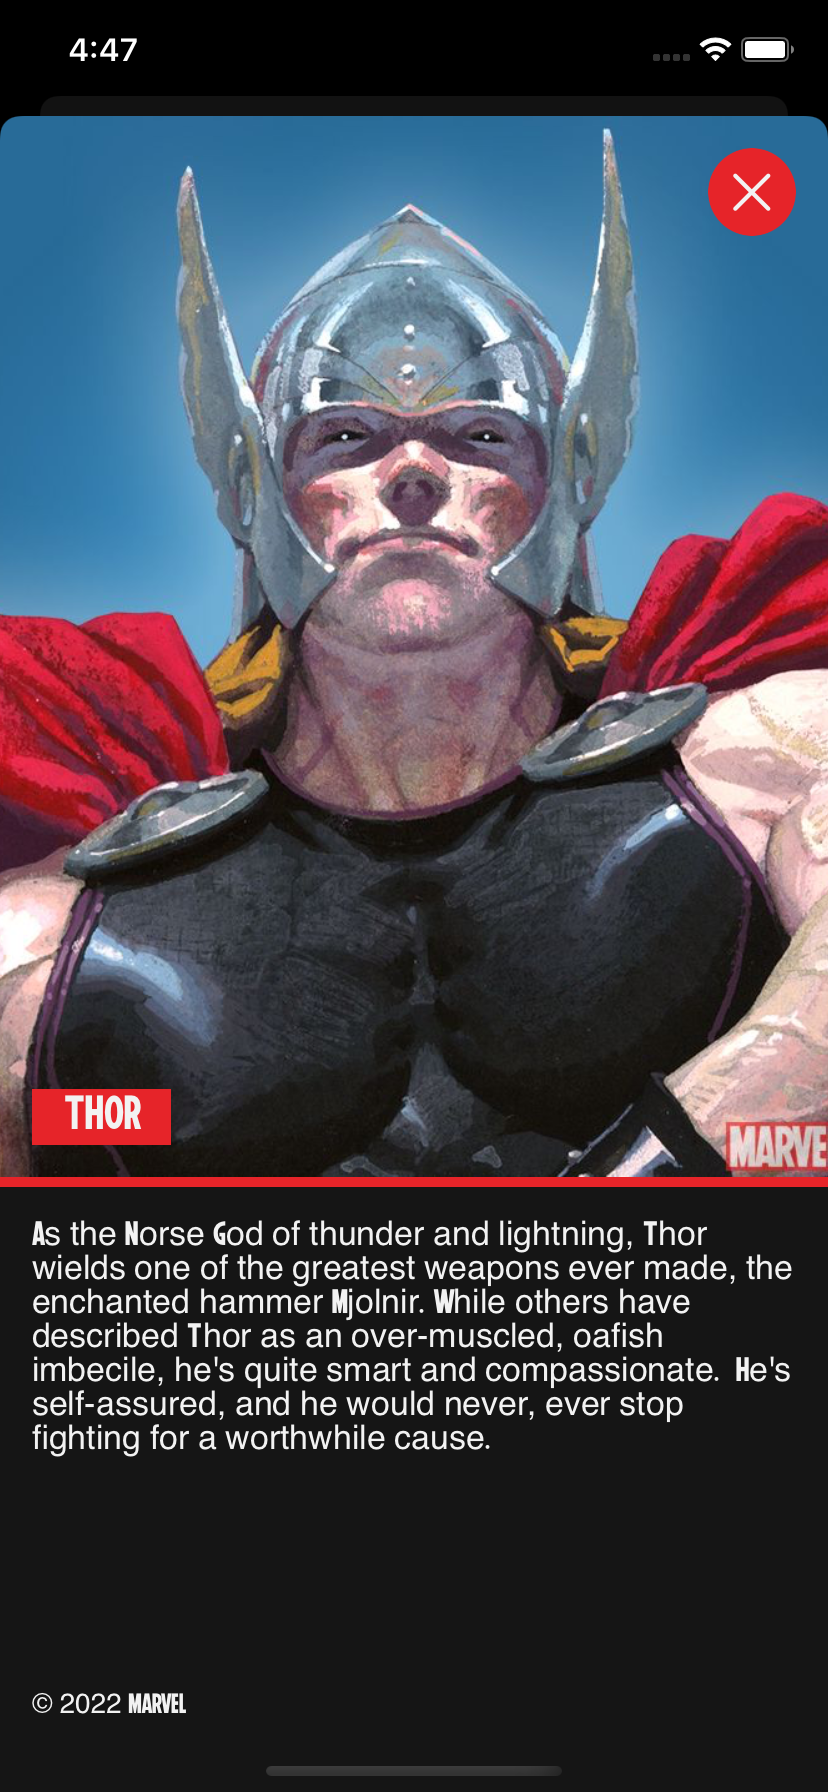 4:47
THOR
MARVE
As the Norse God of thunder and lightning, Thor
wields one of the greatest weapons ever made, the
enchanted hammer Mjolnir. While others have
described Thor as an over-muscled, oafish
imbecile, he's quite smart and compassionate.  He's
self-assured, and he would never, ever stop
fighting for a worthwhile cause.
© 2022 MARVEL